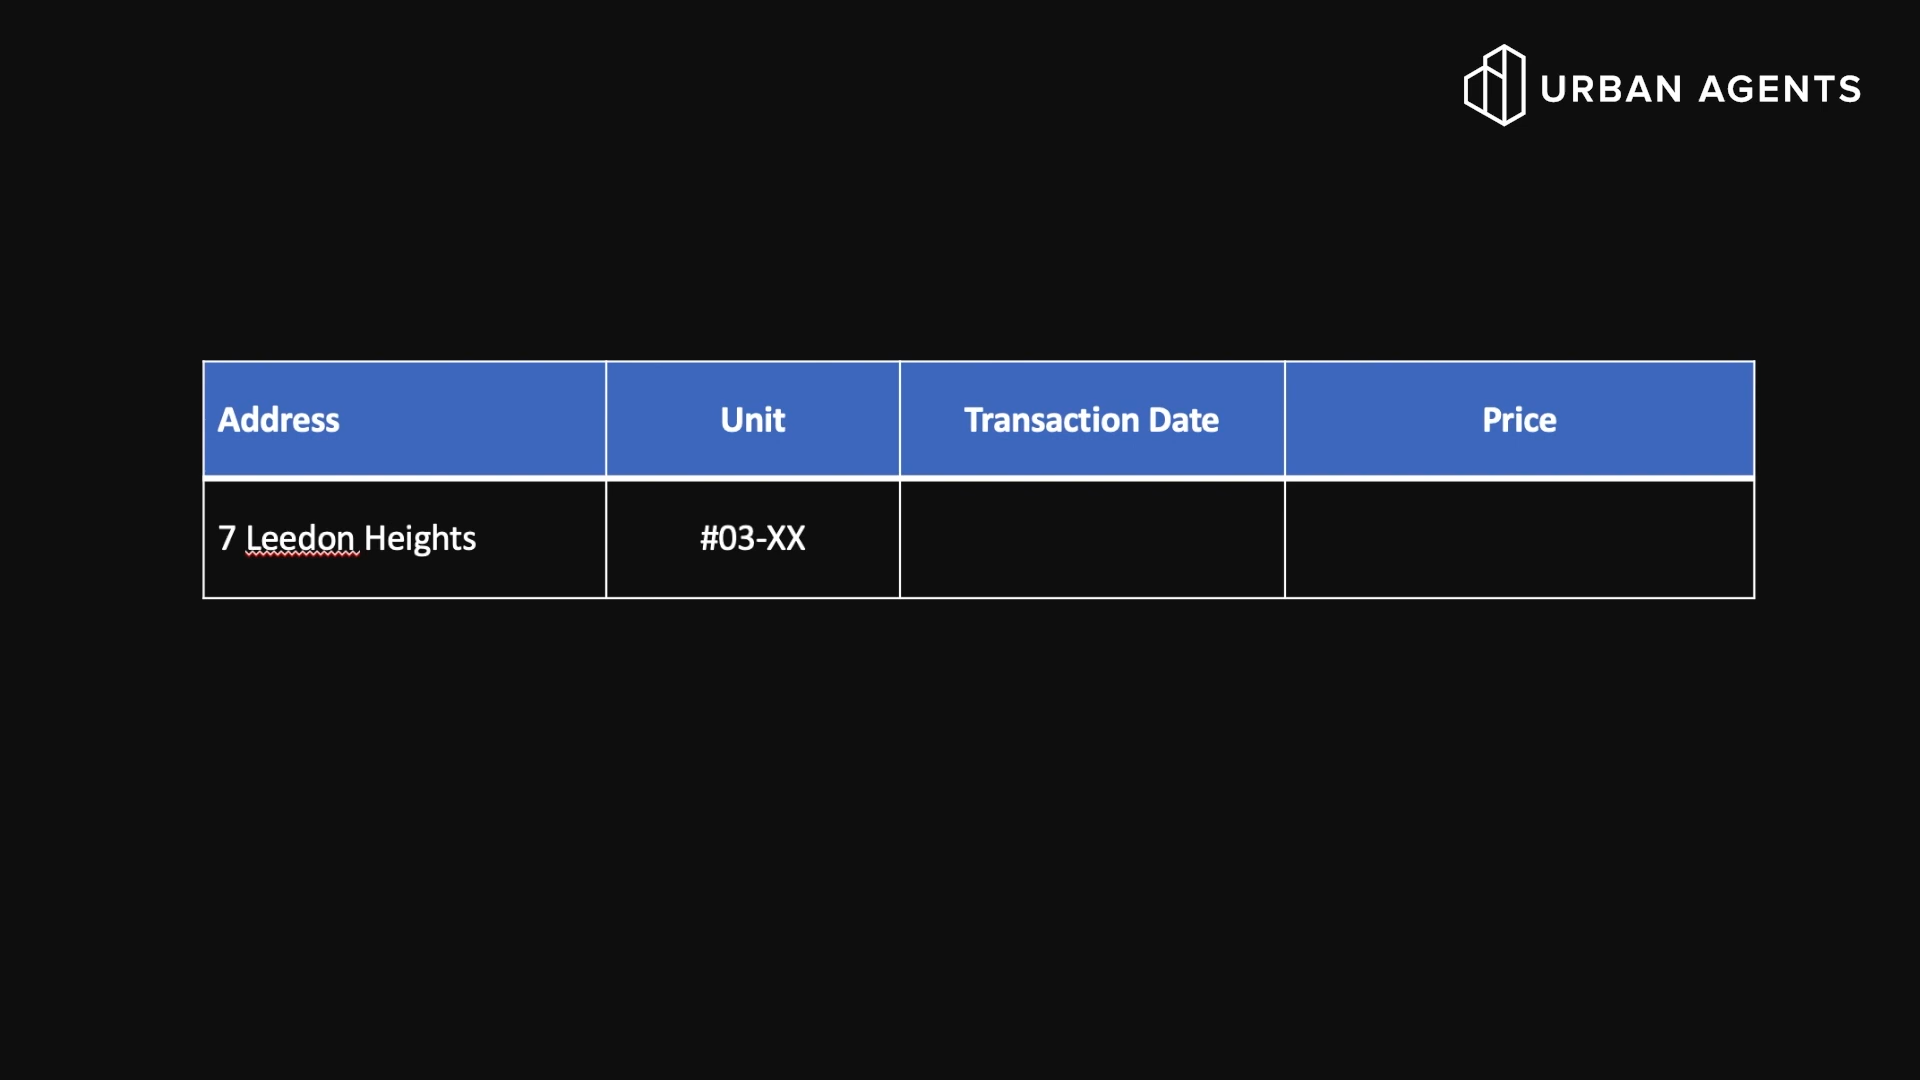 URBAN AGENTS
Address Unit Transaction Date Price
7 Leedon Heights #03-XX